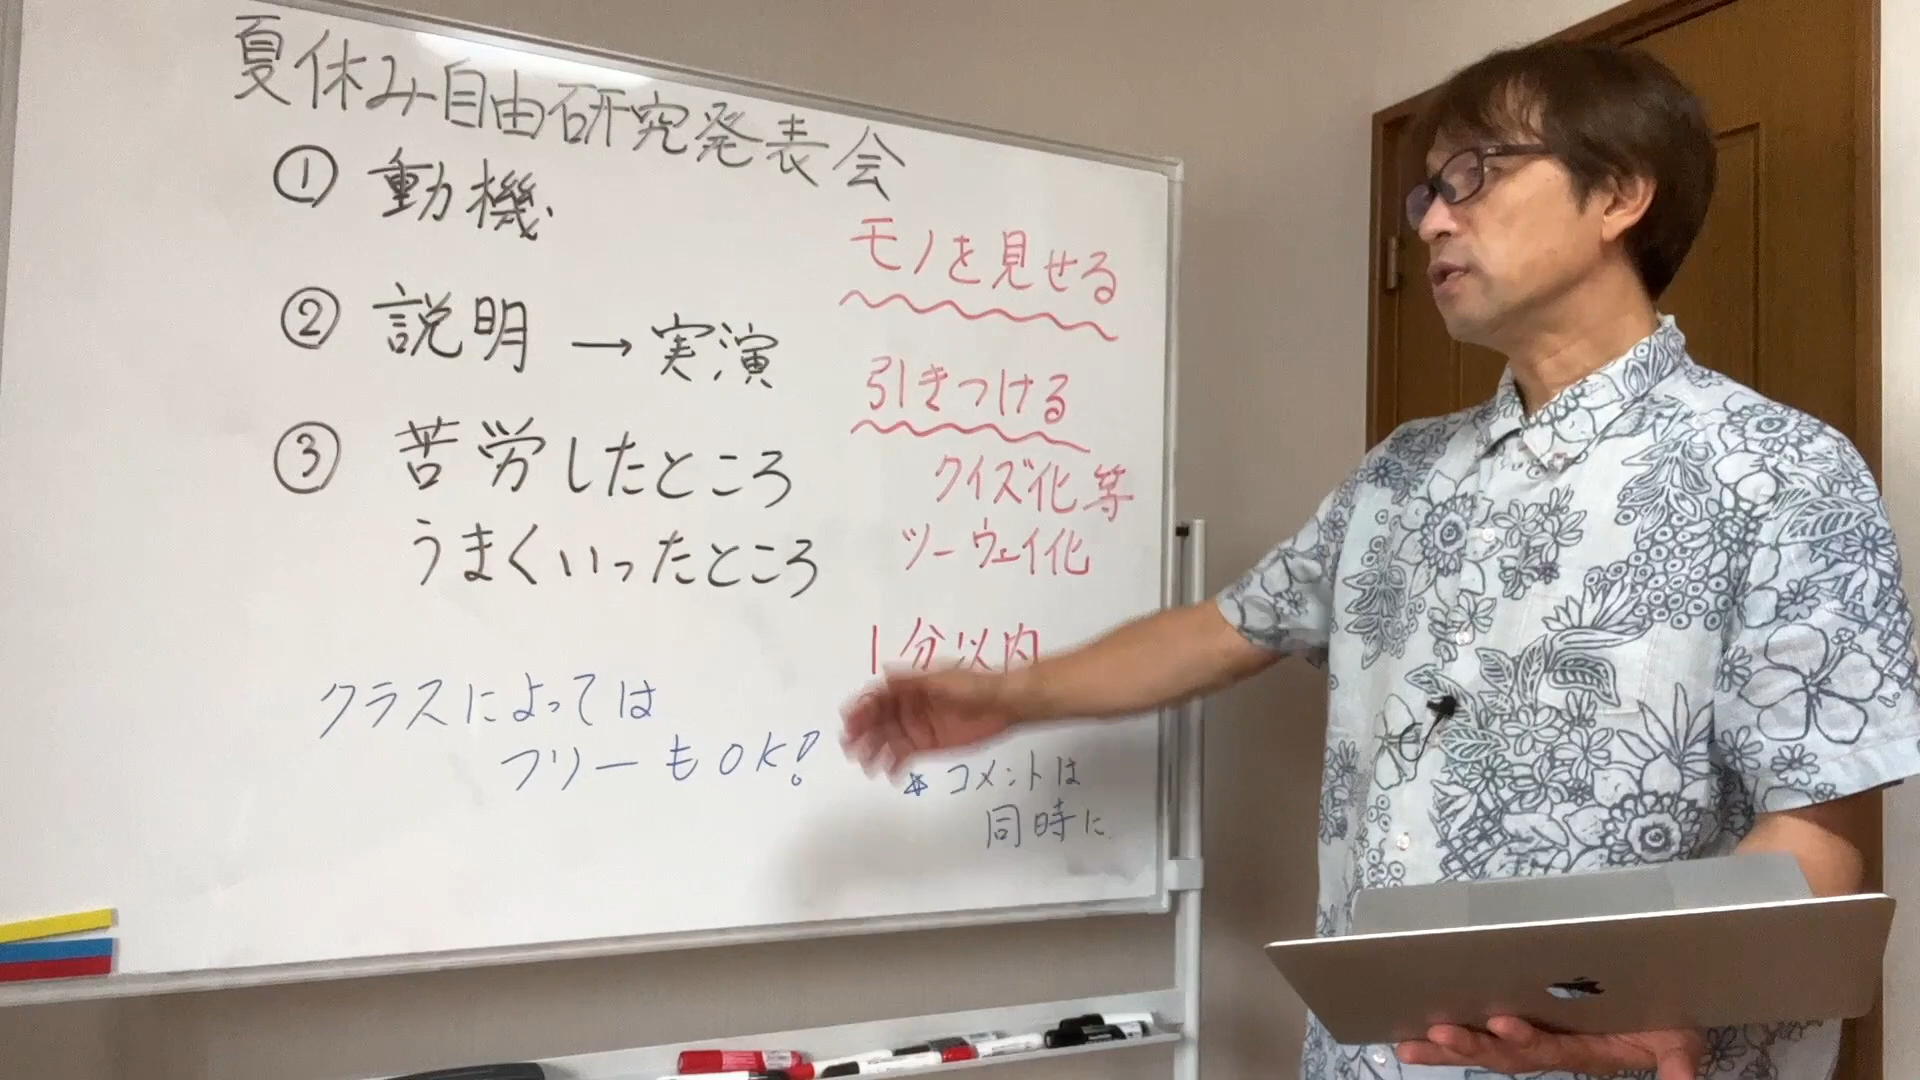 夏休み自由研究発表会
① 動機
② 説明 → 実演
③ 苦労したところ
うまくいったところ
クラスによっては
フリーもOK!
モノを見せる
引きつける
クイズ化等
ツーウェイ化
1分以内
* コメントは
同時に